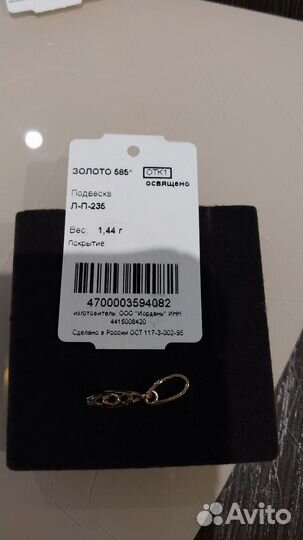 ЗОЛОТО 585° ОТК1
освящено
Подвеска
Л-П-235
Вес: 1,44 г
Покрытие:
4700003594082
изготовитель: ООО "Иордань" ИНН
4415008420
Сделано в России ОСТ 117-3-002-95
Avito